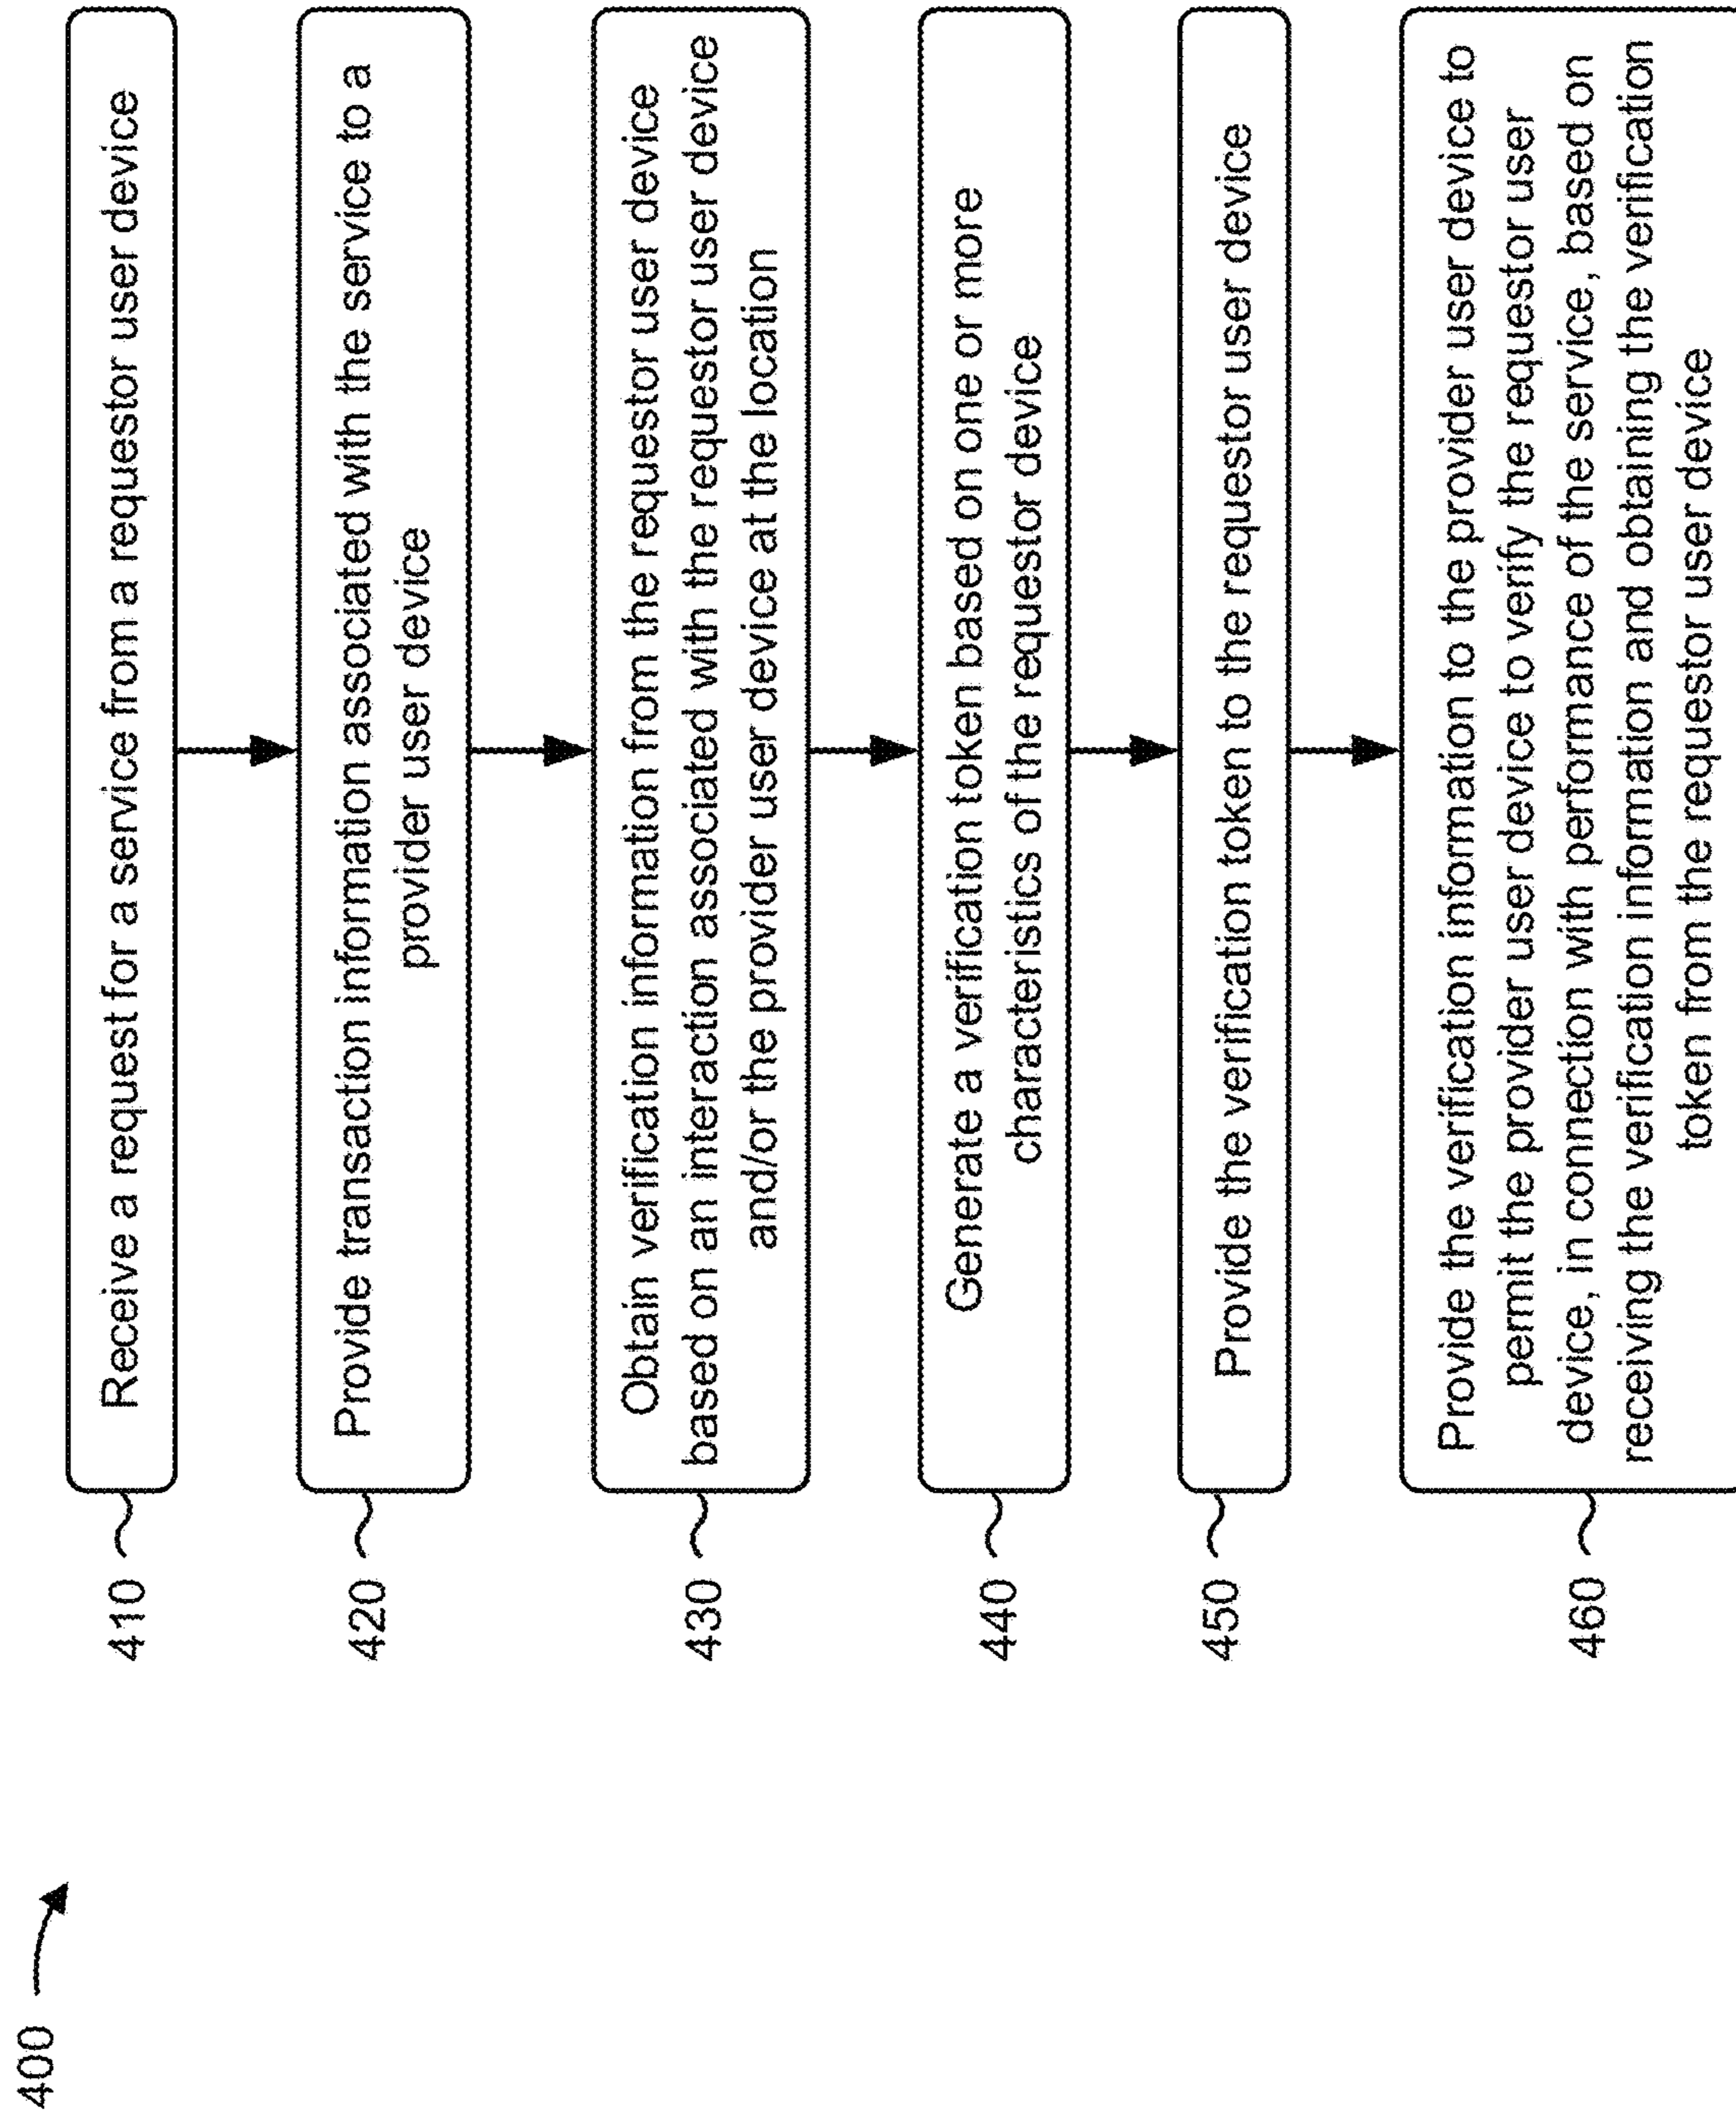 400
410
Receive a request for a service from a requestor user device
420
Provide transaction information associated with the service to a
provider user device
430
Obtain verification information from the requestor user device
based on an interaction associated with the requestor user device
and/or the provider user device at the location
440
Generate a verification token based on one or more
characteristics of the requestor device
450
Provide the verification token to the requestor user device
460
Provide the verification information to the provider user device to
permit the provider user device to verify the requestor user
device, in connection with performance of the service, based on
receiving the verification information and obtaining the verification
token from the requestor user device